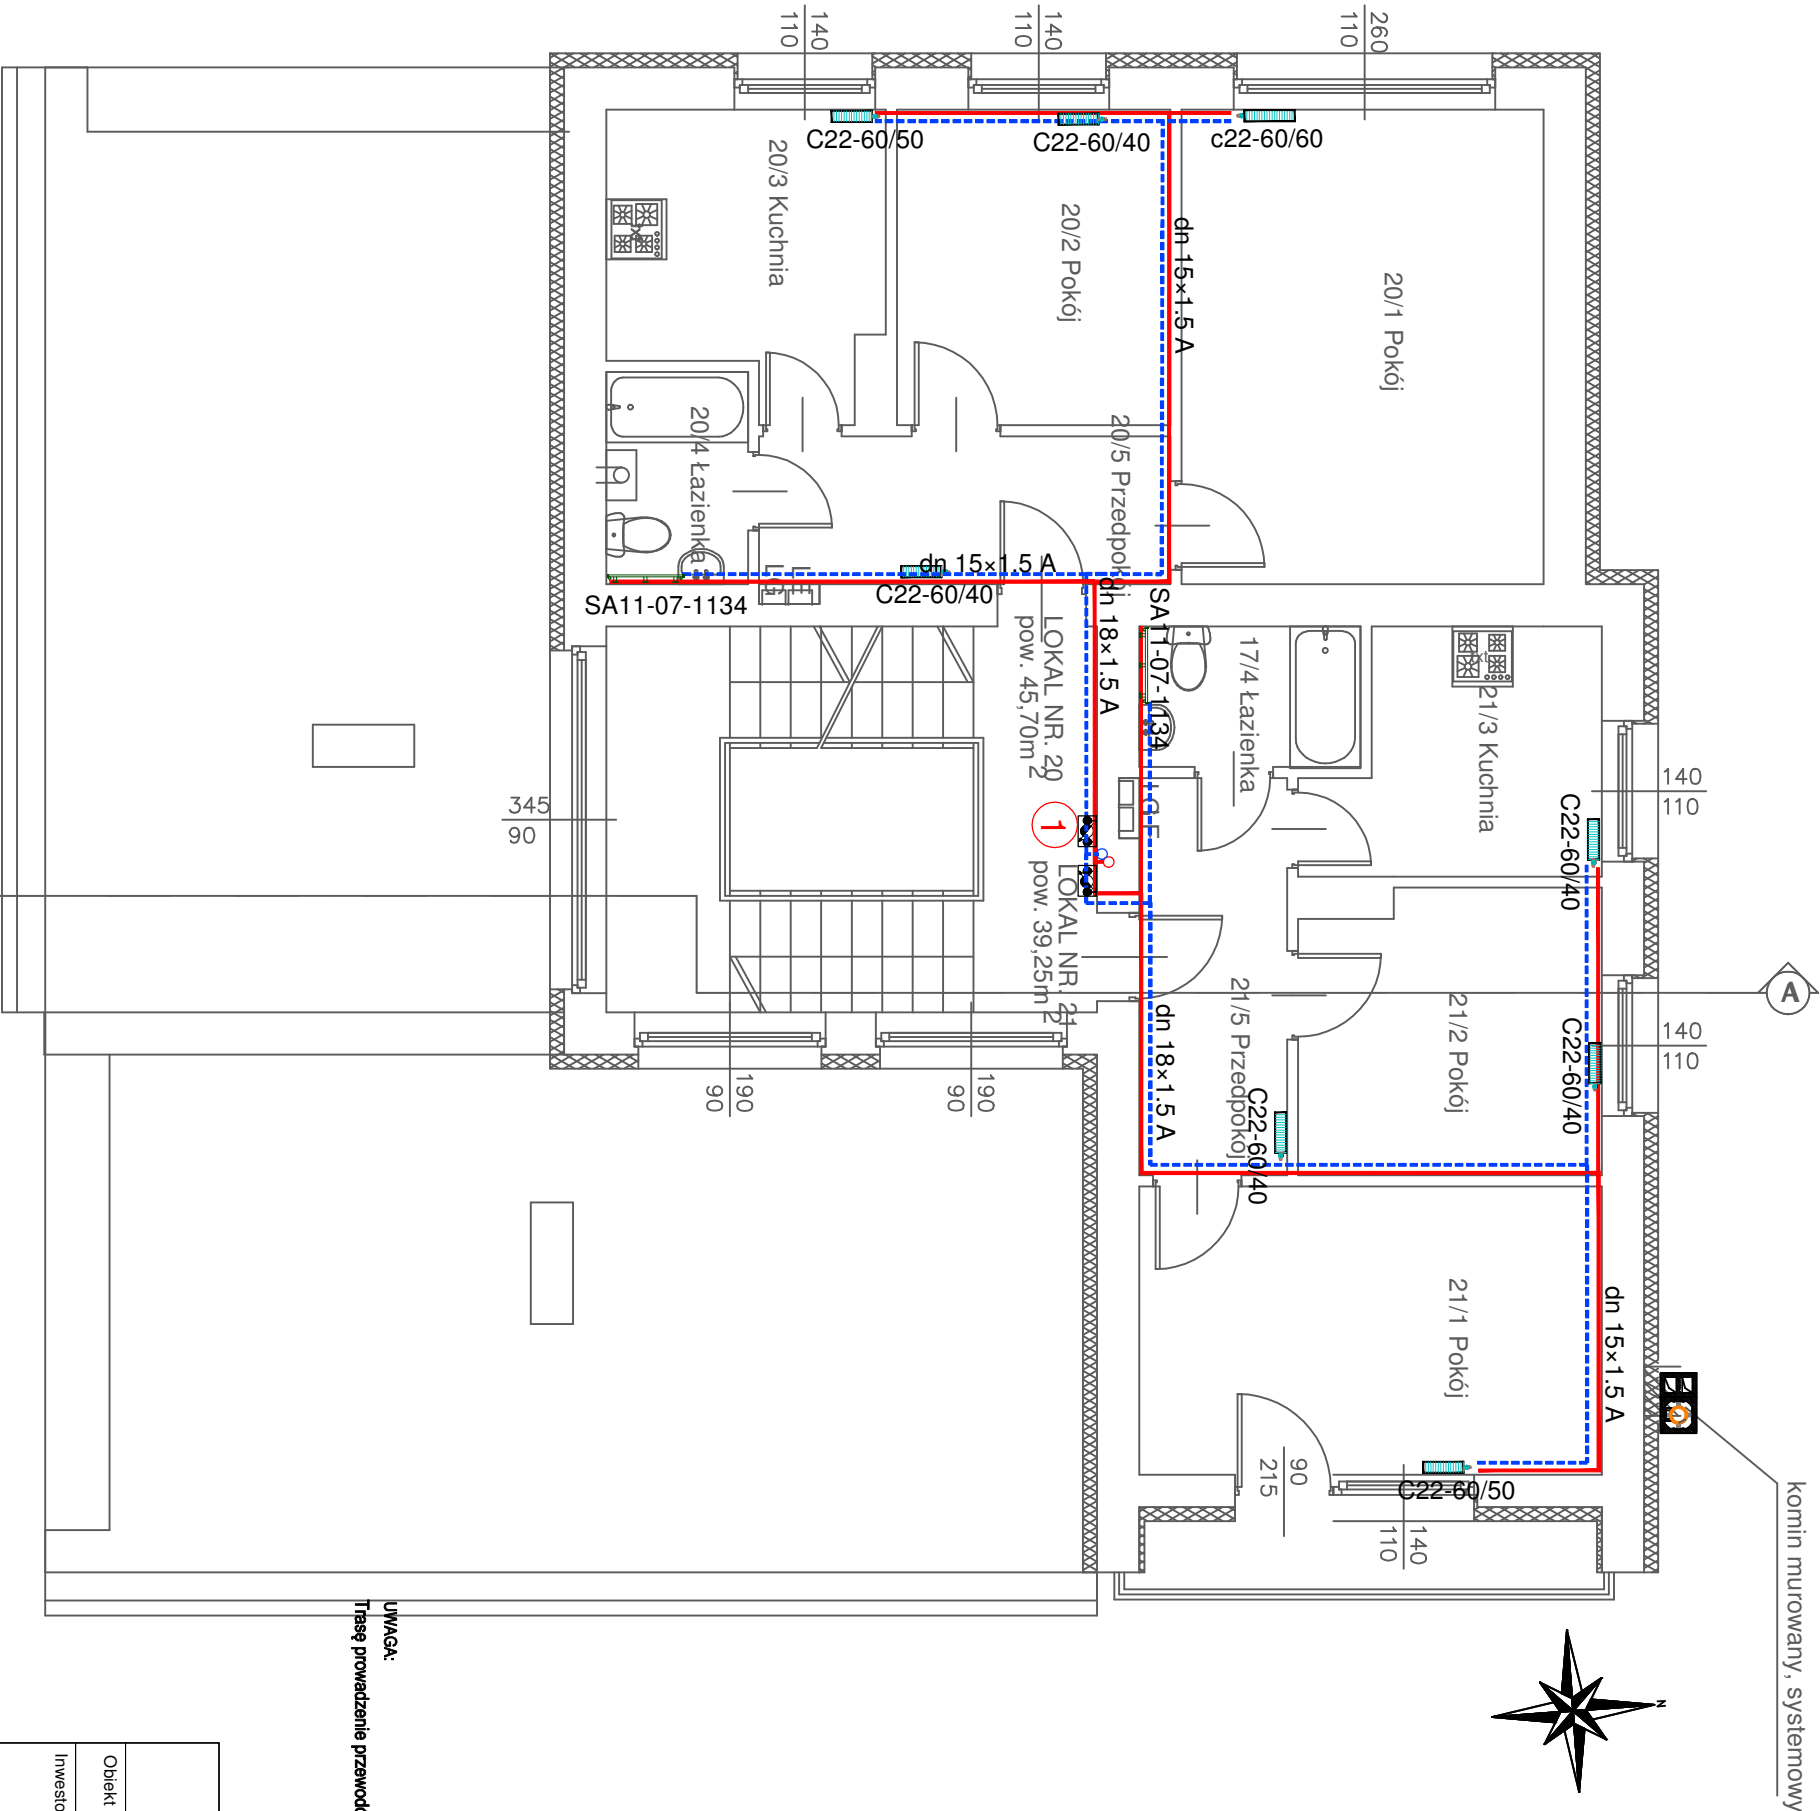 140
110
140
110
260
110
C22-60/50
C22-60/40
c22-60/60
20/3 Kuchnia
20/2 Pokój
20/1 Pokój
dn 15×1.5 A
20/4 Łazienka
20/5 Przedpokój
dn 15×1.5 A
C22-60/40
SA11-07-1134
dn 18×1.5 A
SA11-07-1134
LOKAL NR. 20
pow. 45,70m2
17/4 Łazienka
21/3 Kuchnia
140
110
C22-60/40
345
90
1
LOKAL NR. 21
pow. 39,25m2
A
140
110
C22-60/40
21/2 Pokój
21/5 Przedpokój
dn 18×1.5 A
C22-60/40
190
90
190
90
21/1 Pokój
dn 15×1.5 A
C22-60/50
90
215
140
110
komin murowany, systemowy
N
UWAGA:
Trasę prowadzenie przewodó
Obiekt
Inwesto